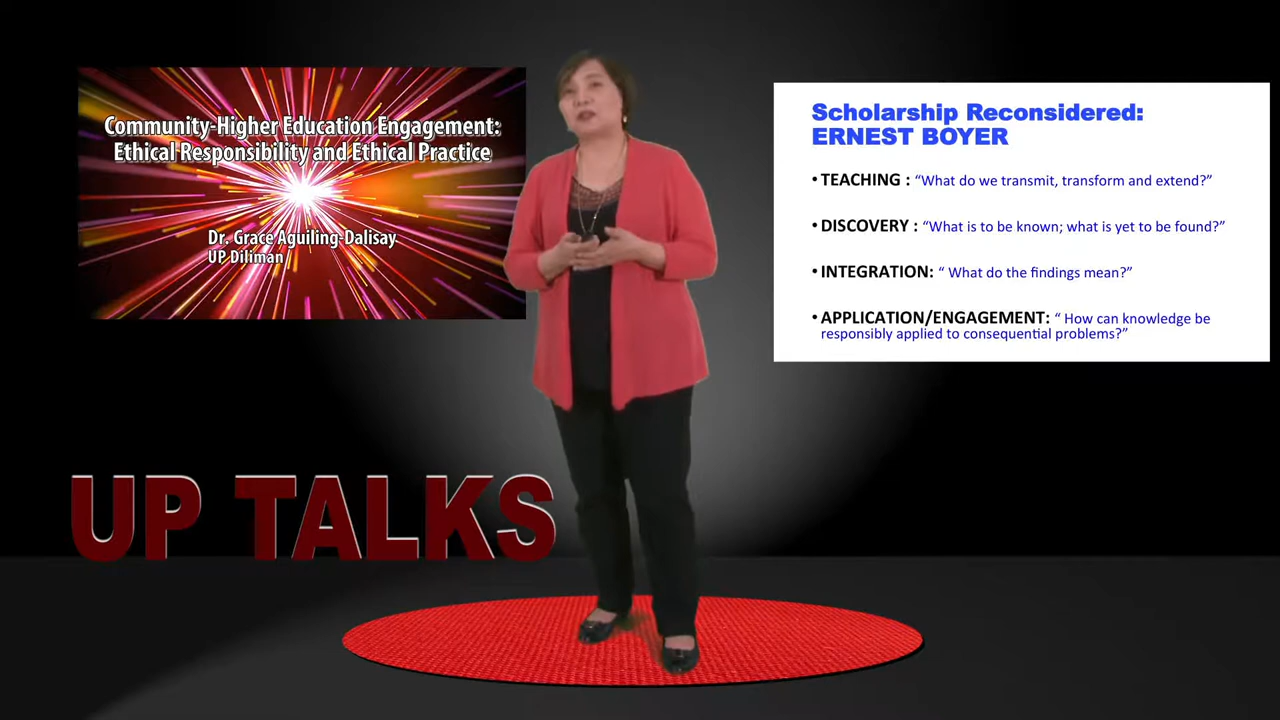 Community-Higher Education Engagement:
Ethical Responsibility and Ethical Practice
Dr. Grace Aguiling-Dalisay
UP Diliman
Scholarship Reconsidered:
ERNEST BOYER
• TEACHING : “What do we transmit, transform and extend?”
• DISCOVERY : “What is to be known; what is yet to be found?”
• INTEGRATION: “ What do the findings mean?”
• APPLICATION/ENGAGEMENT: “ How can knowledge be
responsibly applied to consequential problems?”
UP TALKS